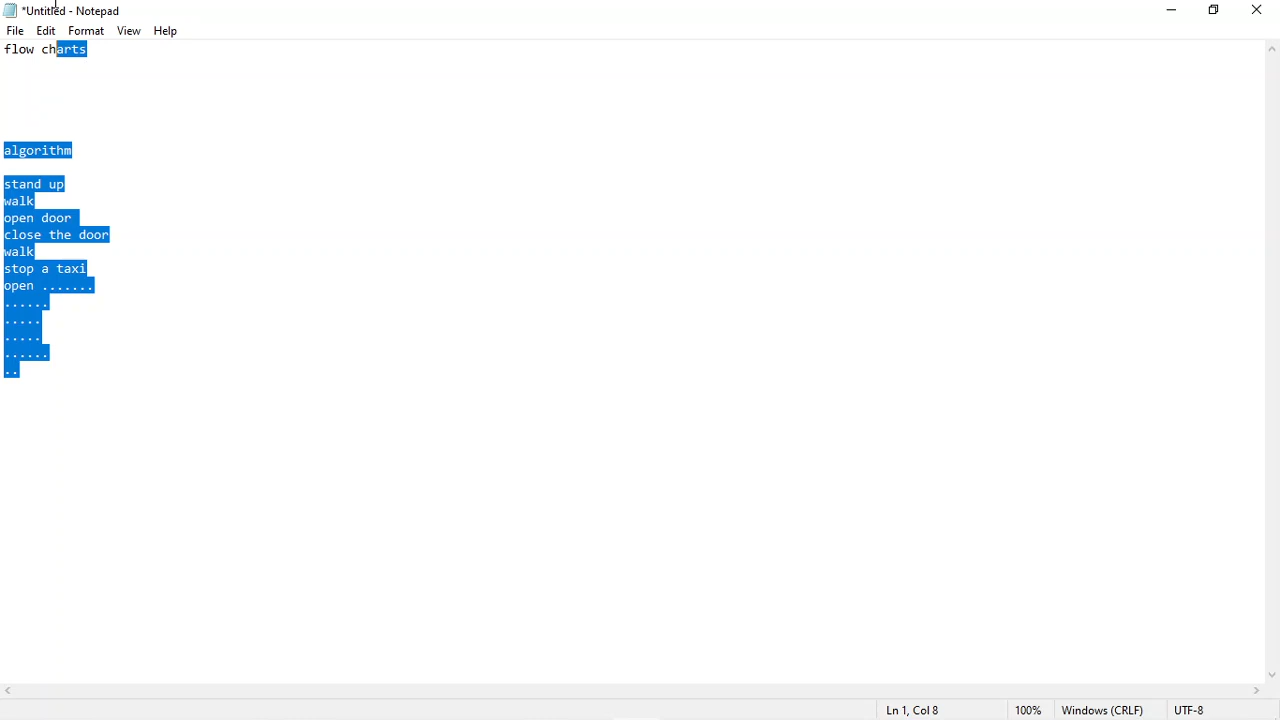 *Untitled - Notepad
File Edit Format View Help
flow charts
algorithm
stand up
walk
open door
close the door
walk
stop a taxi
open .......
......
.....
.....
......
..
Ln 1, Col 8 100% Windows (CRLF) UTF-8